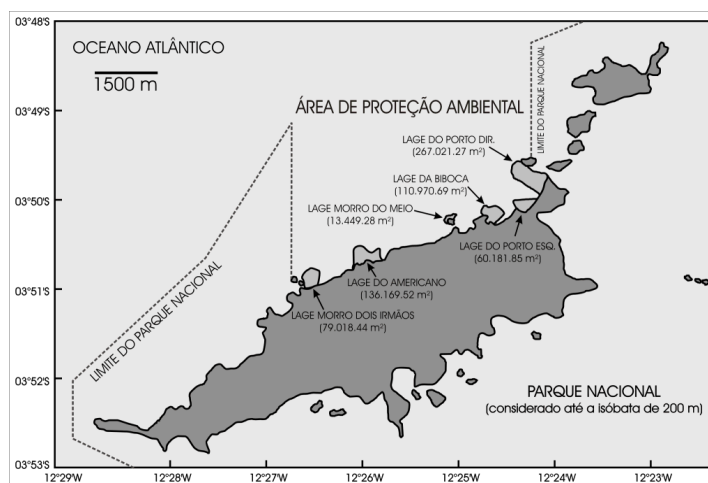 03°48'S
OCEANO ATLÂNTICO
1500 m
LIMITE DO PARQUE NACIONAL
03°49'S
ÁREA DE PROTEÇÃO AMBIENTAL
LAGE DO PORTO DIR.
(267.021.27 m²)
LAGE DA BIBOCA
(110.970.69 m²)
03°50'S
LAGE MORRO DO MEIO
(13.449.28 m²)
LAGE DO PORTO ESQ.
(60.181.85 m²)
LIMITE DO PARQUE NACIONAL
LAGE DO AMERICANO
(136.169.52 m²)
03°51'S
LAGE MORRO DOIS IRMÃOS
(79.018.44 m²)
03°52'S
PARQUE NACIONAL
(considerado até a isóbata de 200 m)
03°53'S
12°29'W
12°28'W
12°27'W
12°26'W
12°25'W
12°24'W
12°23'W